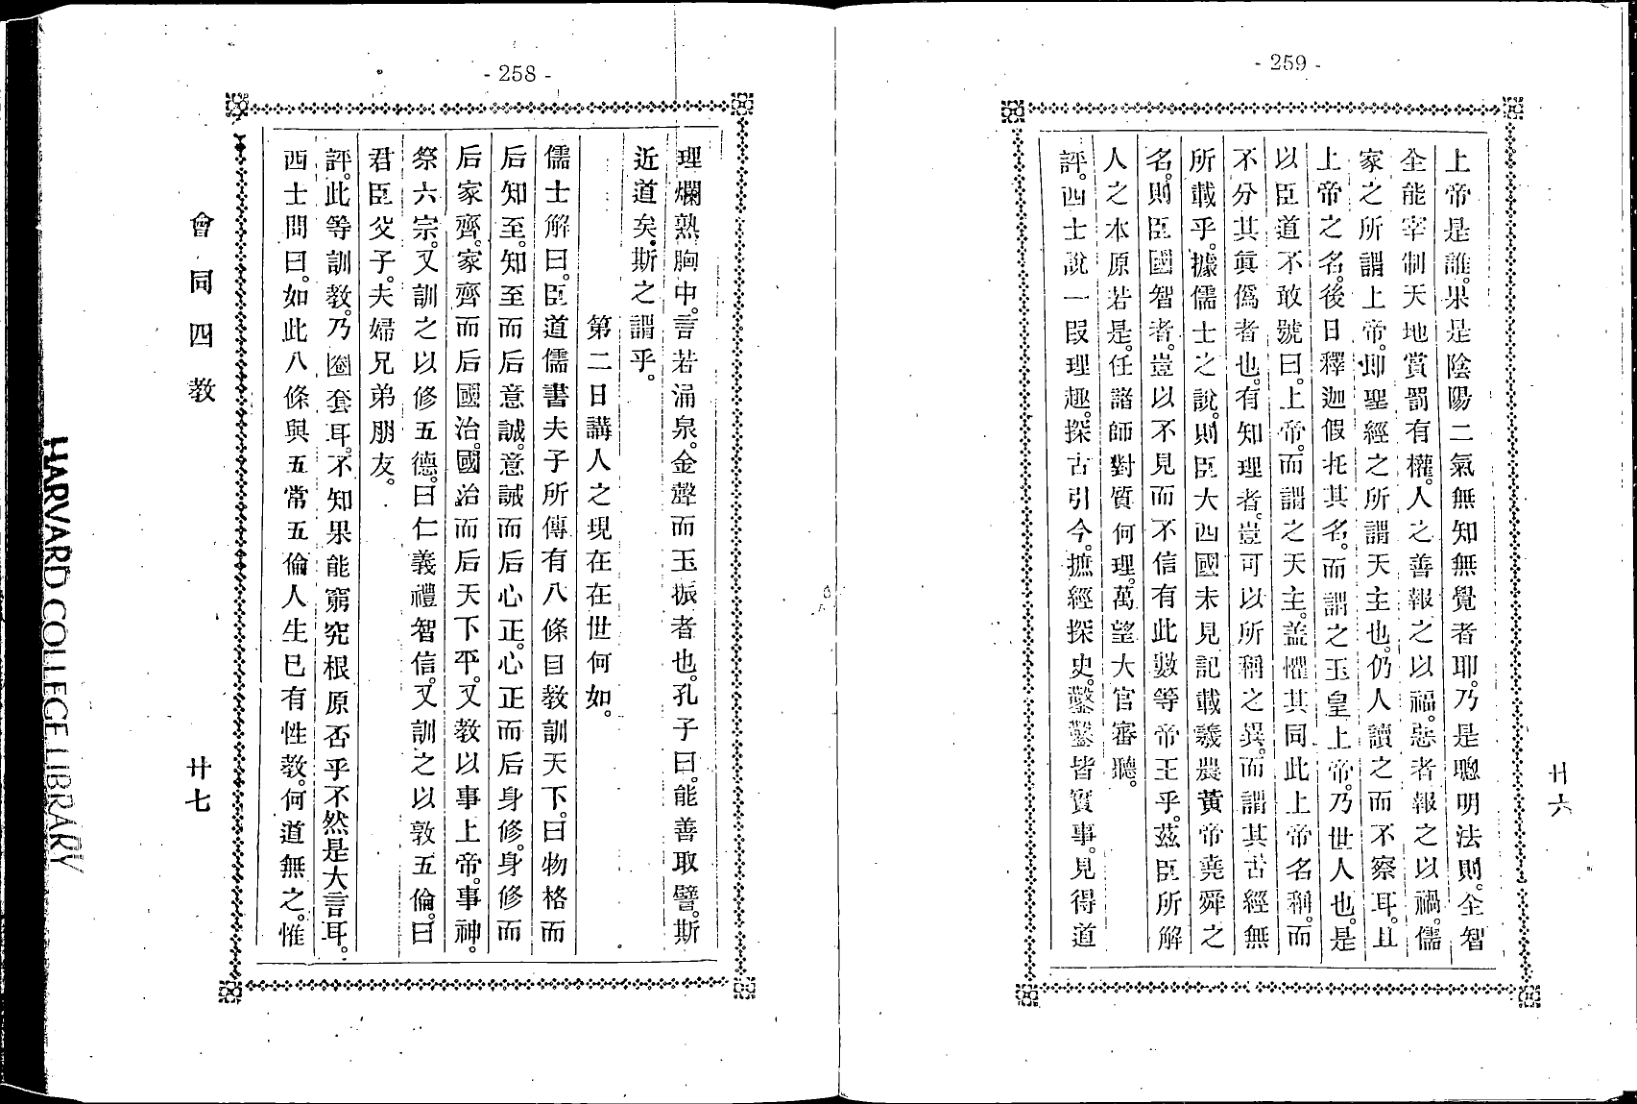 - 259 -
上帝是誰。果是陰陽二氣無知無覺者耶。乃是聰明法則。全智
全能宰制天地賞罰有權。人之善報之以福。惡者報之以禍。儒
家之所謂上帝。卽聖經之所謂天主也。仍人讀之而不察耳。且
上帝之名。後日釋迦假托其名。而謂之玉皇上帝。乃世人也。是
以臣道不敢號曰。上帝。而謂之天主。葢懼其同此上帝名稱。而
不分其眞僞者也。有知理者。豈可以所稱之異。而謂其古經無
所載乎。據儒士之說。則臣大西國未見記載羲農黃帝堯舜之
名。則臣國智者。豈以不見而不信有此數等帝王乎。茲臣所解
人之本原若是。任諸師對質何理。萬望大官審聽。
評。西士說一段理趣。探古引今。摭經探史。鑿鑿皆實事。見得道
廿六
- 258 -
理爛熟胸中。言若涌泉。金聲而玉振者也。孔子曰。能善取譬。斯
近道矣。斯之謂乎。
第二日講人之現在在世何如。
儒士解曰。臣道儒書夫子所傳有八條目教訓天下。曰物格而
后知至。知至而后意誠。意誠而后心正。心正而后身修。身修而
后家齊。家齊而后國治。國治而后天下平。又教以事上帝。事神。
祭六宗。又訓之以修五德。曰仁義禮智信。又訓之以敦五倫。曰
君臣父子。夫婦兄弟朋友。
評。此等訓教。乃圈套耳。不知果能窮究根原否乎不然是大言耳。
西士問曰。如此八條與五常五倫人生已有性教。何道無之。惟
會同四教
廿七
HARVARD COLLEGE LIBRARY